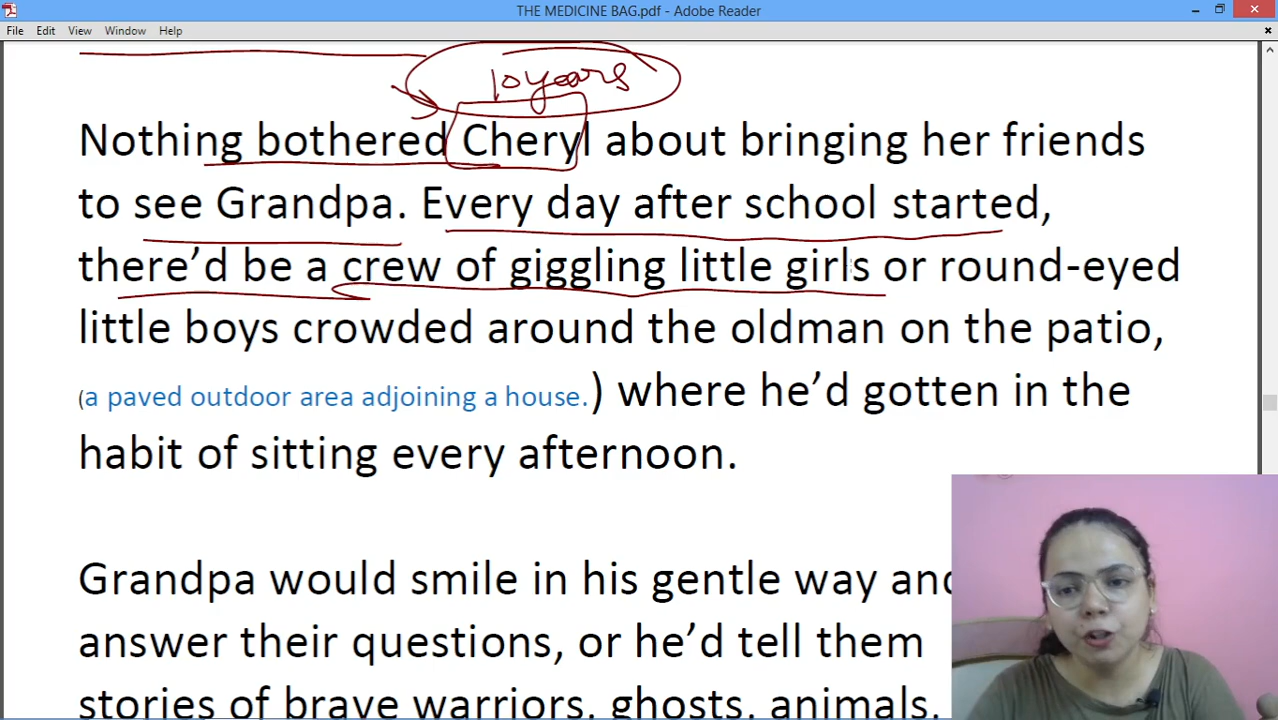 THE MEDICINE BAG.pdf - Adobe Reader
File Edit View Window Help
10 years
Nothing bothered Cheryl about bringing her friends
to see Grandpa. Every day after school started,
there’d be a crew of giggling little girls or round-eyed
little boys crowded around the oldman on the patio,
(a paved outdoor area adjoining a house.) where he’d gotten in the
habit of sitting every afternoon.
Grandpa would smile in his gentle way and
answer their questions, or he’d tell them
stories of brave warriors, ghosts, animals,